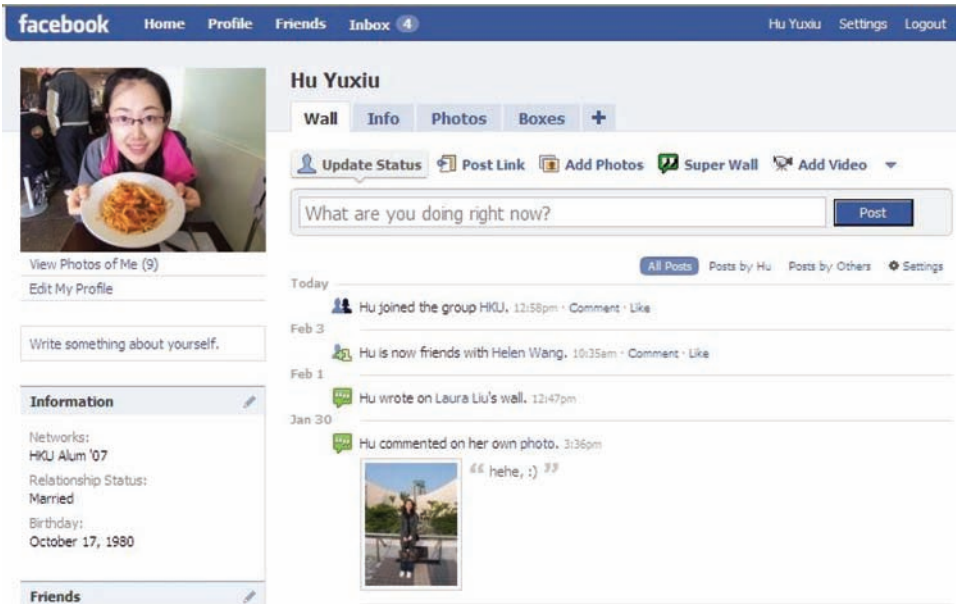 facebook Home Profile Friends Inbox 4 Hu Yuxiu Settings Logout
Hu Yuxiu
Wall Info Photos Boxes +
Update Status Post Link Add Photos Super Wall Add Video
What are you doing right now? Post
View Photos of Me (9)
Edit My Profile
Write something about yourself.
Information
Networks:
HKU Alum '07
Relationship Status:
Married
Birthday:
October 17, 1980
Friends
All Posts Posts by Hu Posts by Others Settings
Today
Hu joined the group HKU. 12:58pm · Comment · Like
Feb 3
Hu is now friends with Helen Wang. 10:35am · Comment · Like
Feb 1
Hu wrote on Laura Liu's wall. 12:47pm
Jan 30
Hu commented on her own photo. 3:36pm
“ hehe, :) ”